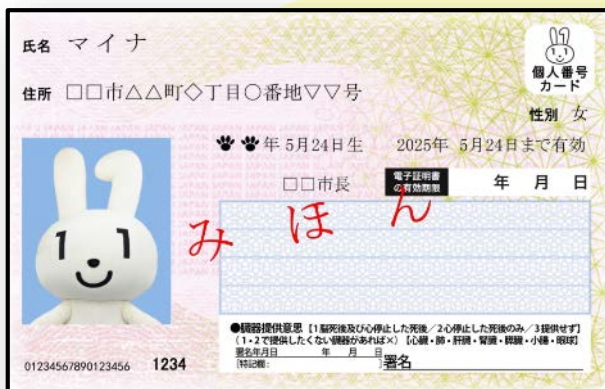 氏名 マイナ
個人番号
カード
住所 □□市△△町◇丁目○番地▽▽号
性別 女
年 5月24日生 2025年 5月24日まで有効
□□市長 電子証明書の有効期限 年 月 日
みほん
●臓器提供意思【1脳死後及び心停止した死後/2心停止した死後のみ/3提供せず】
(1・2で提供したくない臓器があれば×)【心臓・肺・肝臓・腎臓・膵臓・小腸・眼球】
署名年月日 年 月 日
[特記欄: ] 署名
01234567890123456 1234